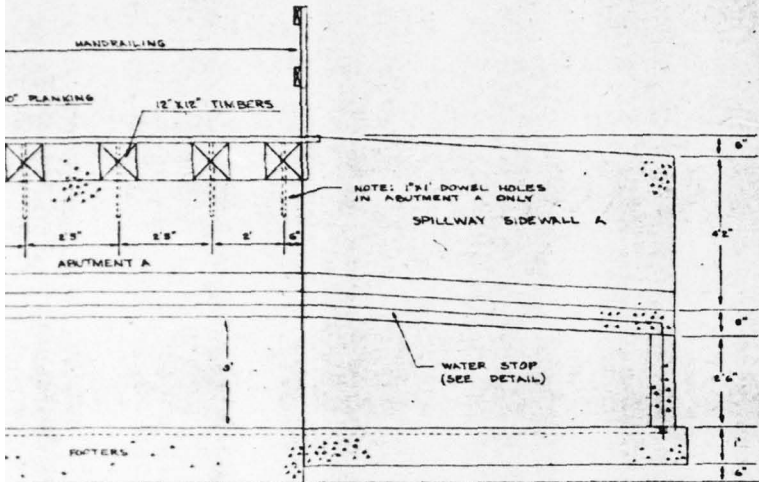 HANDRAILING
0" PLANKING
12"X12" TIMBERS
NOTE: 1"X1' DOWEL HOLES
IN ABUTMENT A ONLY
SPILLWAY SIDEWALL A
6"
4'2"
8"
2'6"
1'
6"
2'3"
2'3"
2'
6"
ABUTMENT A
3'
WATER STOP
(SEE DETAIL)
FOOTERS